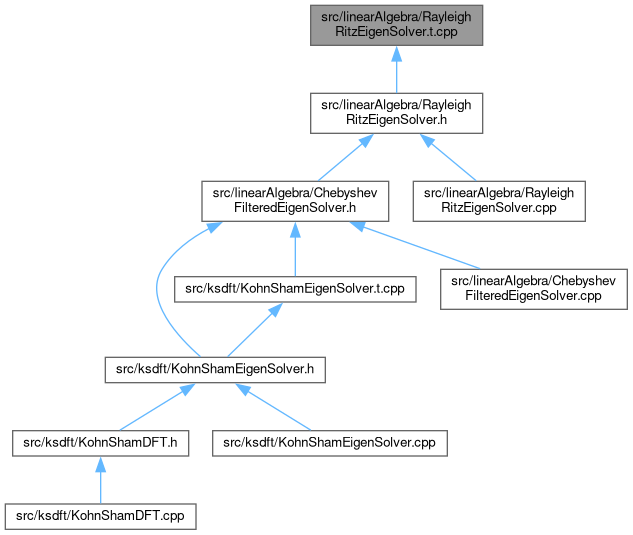 src/linearAlgebra/Rayleigh
RitzEigenSolver.t.cpp
src/linearAlgebra/Rayleigh
RitzEigenSolver.h
src/linearAlgebra/Chebyshev
FilteredEigenSolver.h
src/linearAlgebra/Rayleigh
RitzEigenSolver.cpp
src/ksdft/KohnShamEigenSolver.t.cpp
src/linearAlgebra/Chebyshev
FilteredEigenSolver.cpp
src/ksdft/KohnShamEigenSolver.h
src/ksdft/KohnShamDFT.h
src/ksdft/KohnShamEigenSolver.cpp
src/ksdft/KohnShamDFT.cpp